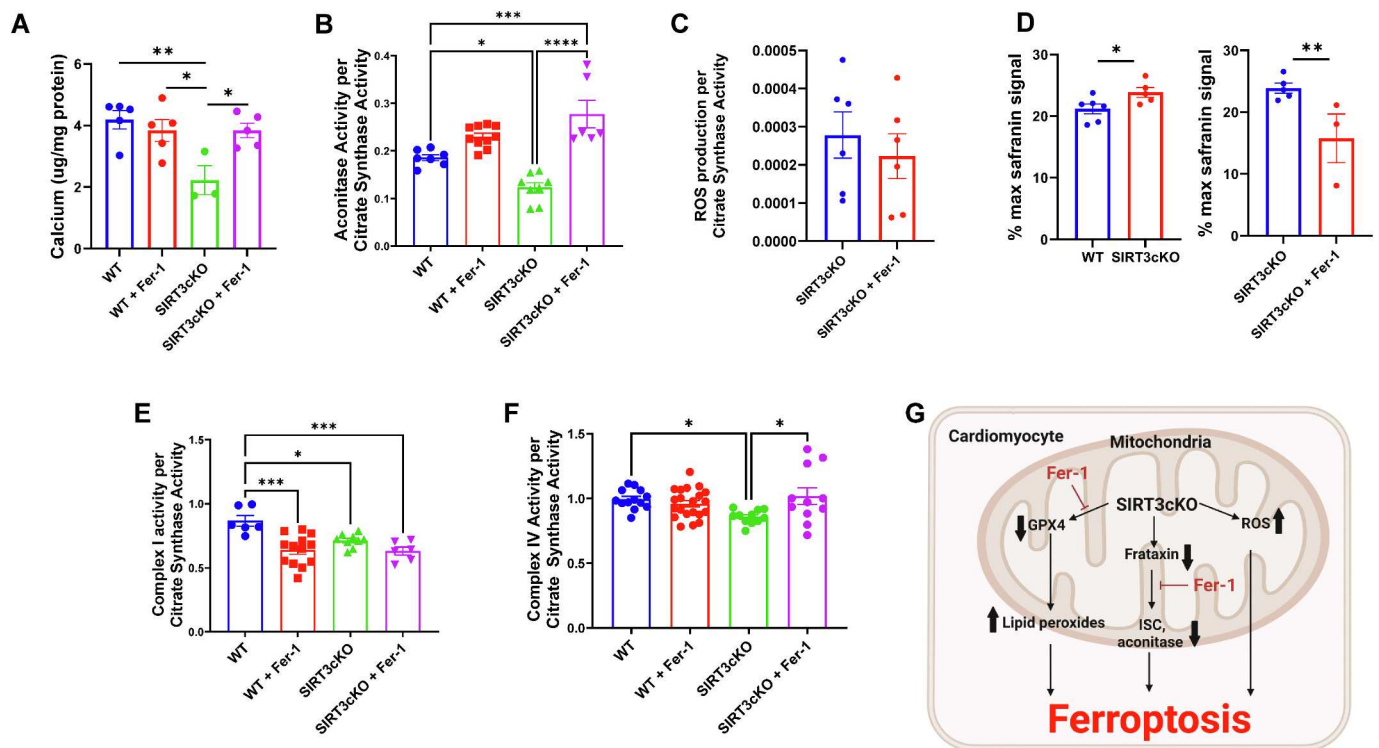 A
Calcium (ug/mg protein)
6
4
2
0
**
*
*
WT
WT + Fer-1
SIRT3cKO
SIRT3cKO + Fer-1
B
Aconitase Activity per
Citrate Synthase Activity
0.4
0.3
0.2
0.1
0.0
***
*
****
WT
WT + Fer-1
SIRT3cKO
SIRT3cKO + Fer-1
C
ROS production per
Citrate Synthase Activity
0.0005
0.0004
0.0003
0.0002
0.0001
0.0000
SIRT3cKO
SIRT3cKO + Fer-1
D
% max safranin signal
30
20
10
0
*
WT
SIRT3cKO
% max safranin signal
30
20
10
0
**
SIRT3cKO
SIRT3cKO + Fer-1
E
Complex I activity per
Citrate Synthase Activity
1.5
1.0
0.5
0.0
***
*
***
WT
WT + Fer-1
SIRT3cKO
SIRT3cKO + Fer-1
F
Complex IV Activity per
Citrate Synthase Activity
1.5
1.0
0.5
0.0
*
*
WT
WT + Fer-1
SIRT3cKO
SIRT3cKO + Fer-1
G
Cardiomyocyte
Mitochondria
Fer-1
SIRT3cKO
GPX4
ROS
Frataxin
Fer-1
Lipid peroxides
ISC,
aconitase
Ferroptosis